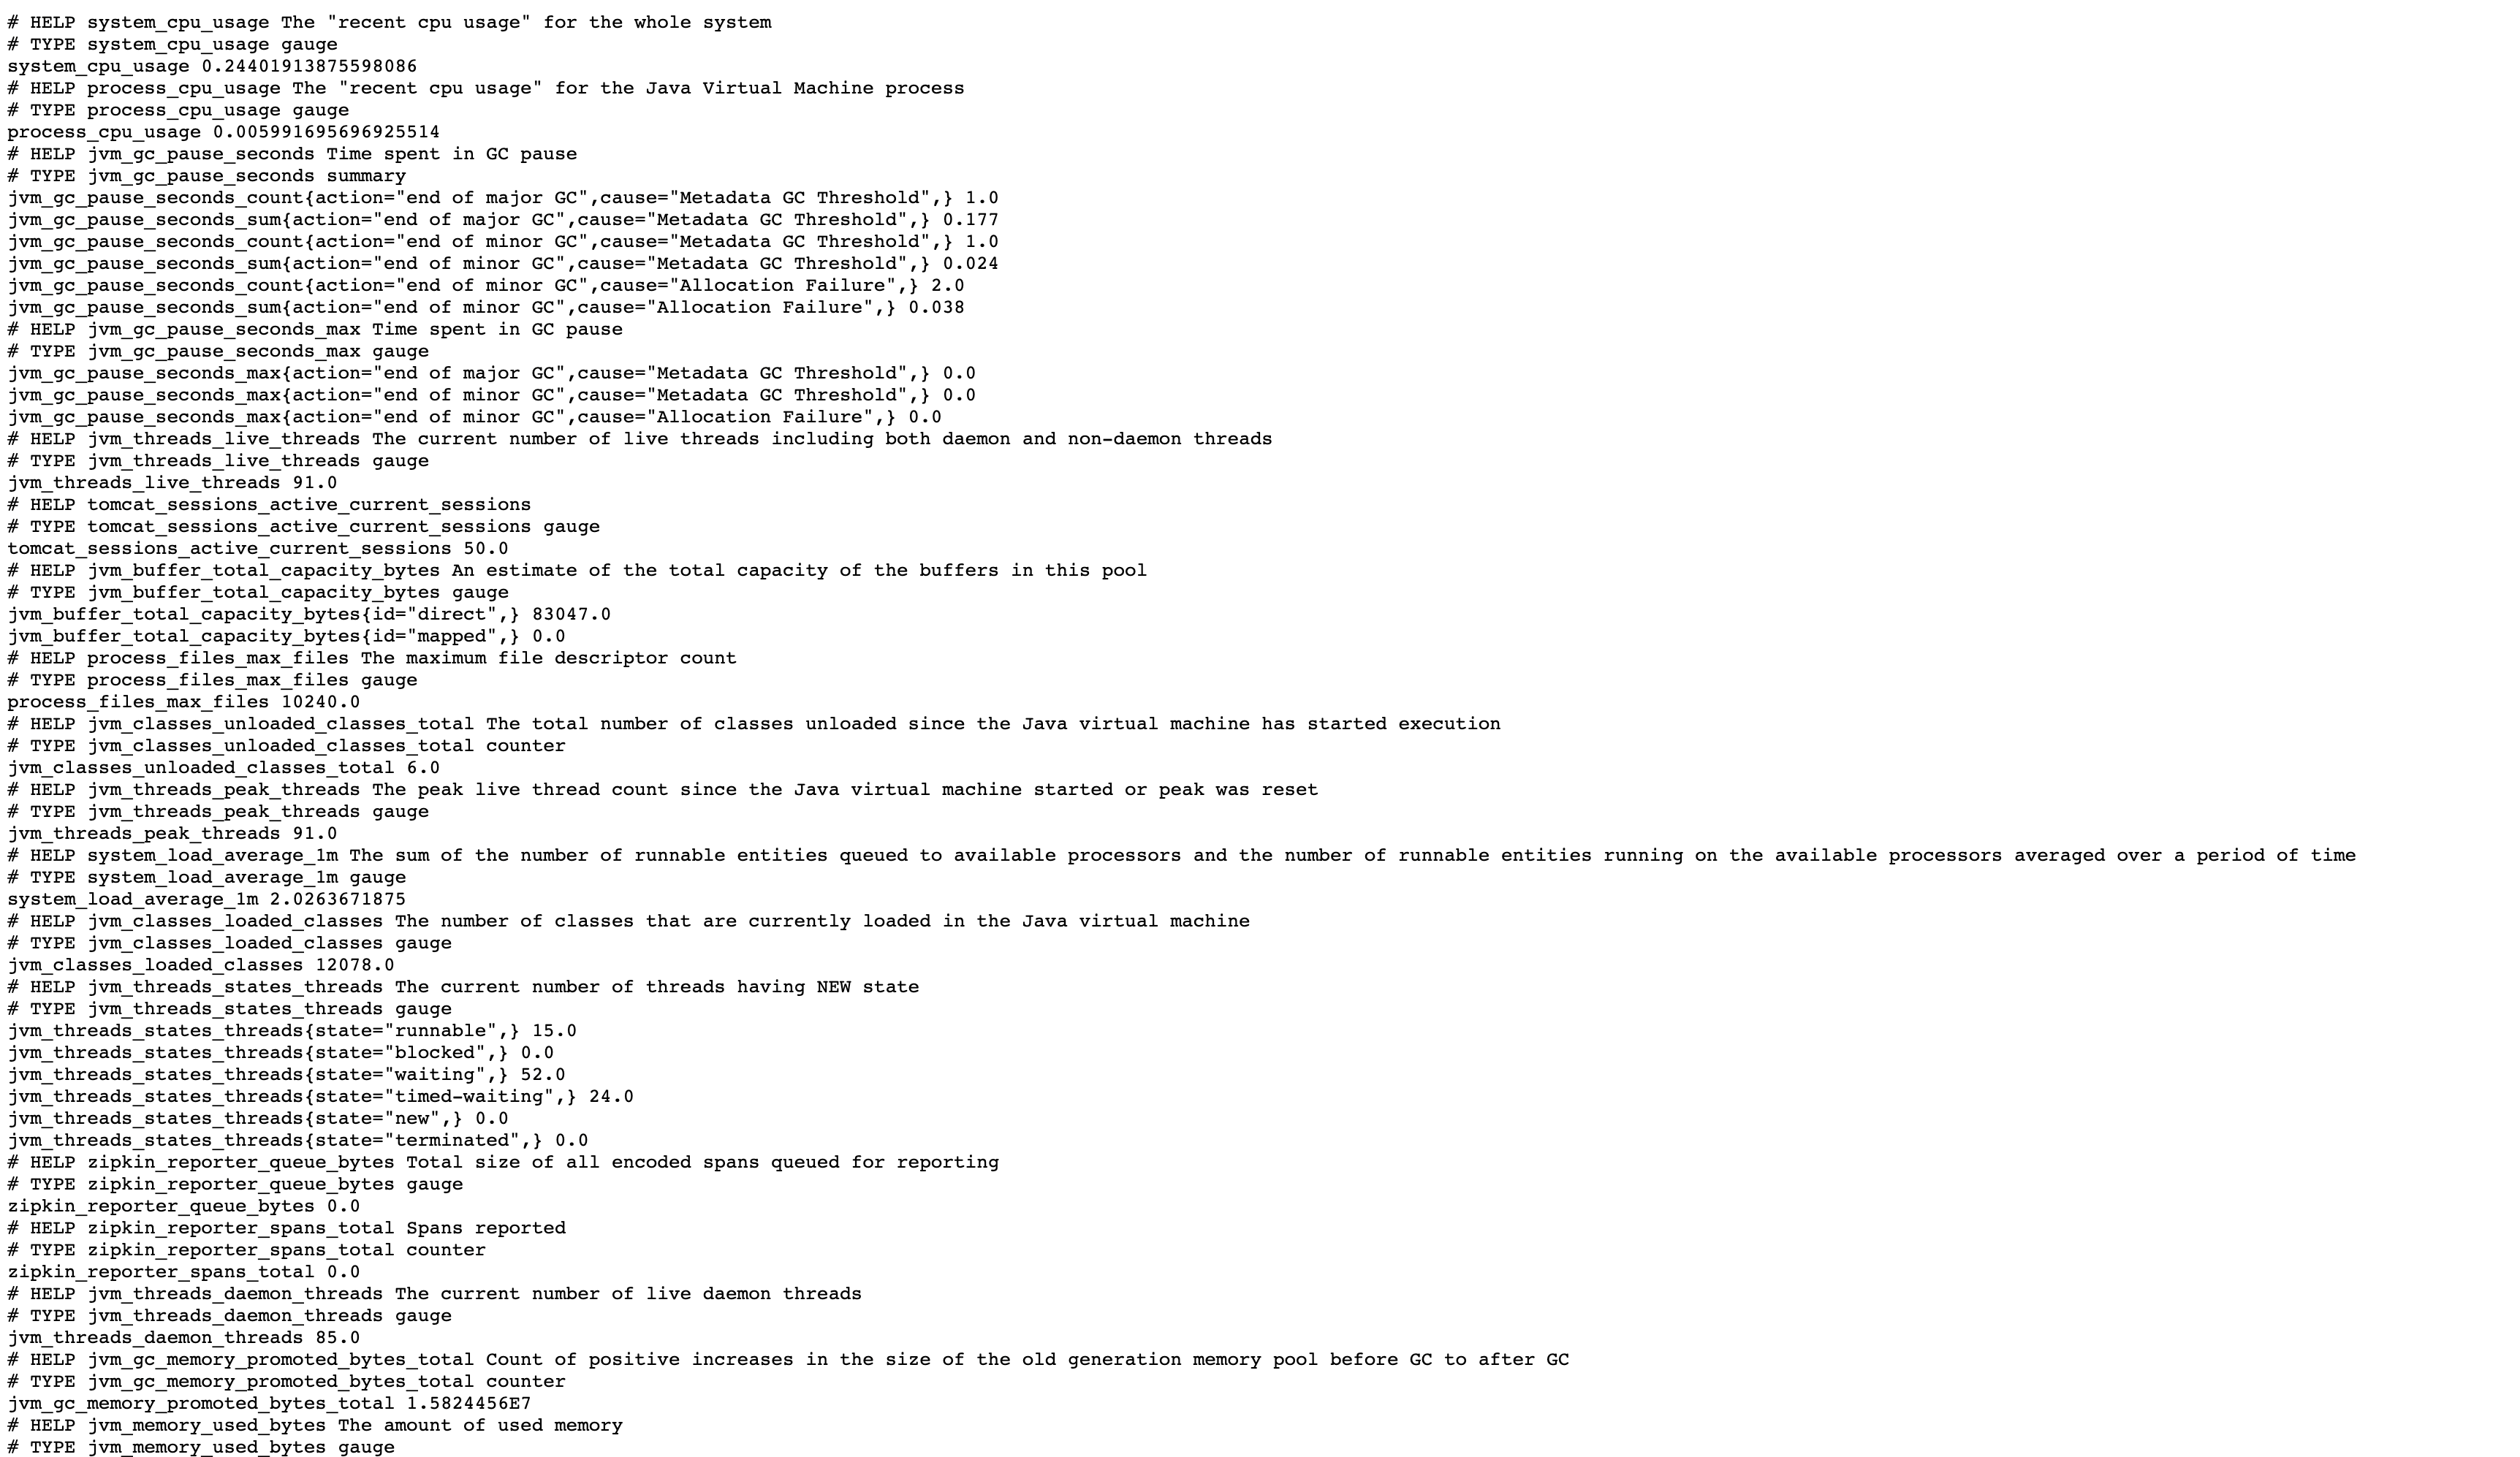 # HELP system_cpu_usage The "recent cpu usage" for the whole system
# TYPE system_cpu_usage gauge
system_cpu_usage 0.24401913875598086
# HELP process_cpu_usage The "recent cpu usage" for the Java Virtual Machine process
# TYPE process_cpu_usage gauge
process_cpu_usage 0.005991695696925514
# HELP jvm_gc_pause_seconds Time spent in GC pause
# TYPE jvm_gc_pause_seconds summary
jvm_gc_pause_seconds_count{action="end of major GC",cause="Metadata GC Threshold",} 1.0
jvm_gc_pause_seconds_sum{action="end of major GC",cause="Metadata GC Threshold",} 0.177
jvm_gc_pause_seconds_count{action="end of minor GC",cause="Metadata GC Threshold",} 1.0
jvm_gc_pause_seconds_sum{action="end of minor GC",cause="Metadata GC Threshold",} 0.024
jvm_gc_pause_seconds_count{action="end of minor GC",cause="Allocation Failure",} 2.0
jvm_gc_pause_seconds_sum{action="end of minor GC",cause="Allocation Failure",} 0.038
# HELP jvm_gc_pause_seconds_max Time spent in GC pause
# TYPE jvm_gc_pause_seconds_max gauge
jvm_gc_pause_seconds_max{action="end of major GC",cause="Metadata GC Threshold",} 0.0
jvm_gc_pause_seconds_max{action="end of minor GC",cause="Metadata GC Threshold",} 0.0
jvm_gc_pause_seconds_max{action="end of minor GC",cause="Allocation Failure",} 0.0
# HELP jvm_threads_live_threads The current number of live threads including both daemon and non-daemon threads
# TYPE jvm_threads_live_threads gauge
jvm_threads_live_threads 91.0
# HELP tomcat_sessions_active_current_sessions
# TYPE tomcat_sessions_active_current_sessions gauge
tomcat_sessions_active_current_sessions 50.0
# HELP jvm_buffer_total_capacity_bytes An estimate of the total capacity of the buffers in this pool
# TYPE jvm_buffer_total_capacity_bytes gauge
jvm_buffer_total_capacity_bytes{id="direct",} 83047.0
jvm_buffer_total_capacity_bytes{id="mapped",} 0.0
# HELP process_files_max_files The maximum file descriptor count
# TYPE process_files_max_files gauge
process_files_max_files 10240.0
# HELP jvm_classes_unloaded_classes_total The total number of classes unloaded since the Java virtual machine has started execution
# TYPE jvm_classes_unloaded_classes_total counter
jvm_classes_unloaded_classes_total 6.0
# HELP jvm_threads_peak_threads The peak live thread count since the Java virtual machine started or peak was reset
# TYPE jvm_threads_peak_threads gauge
jvm_threads_peak_threads 91.0
# HELP system_load_average_1m The sum of the number of runnable entities queued to available processors and the number of runnable entities running on the available processors averaged over a period of time
# TYPE system_load_average_1m gauge
system_load_average_1m 2.0263671875
# HELP jvm_classes_loaded_classes The number of classes that are currently loaded in the Java virtual machine
# TYPE jvm_classes_loaded_classes gauge
jvm_classes_loaded_classes 12078.0
# HELP jvm_threads_states_threads The current number of threads having NEW state
# TYPE jvm_threads_states_threads gauge
jvm_threads_states_threads{state="runnable",} 15.0
jvm_threads_states_threads{state="blocked",} 0.0
jvm_threads_states_threads{state="waiting",} 52.0
jvm_threads_states_threads{state="timed-waiting",} 24.0
jvm_threads_states_threads{state="new",} 0.0
jvm_threads_states_threads{state="terminated",} 0.0
# HELP zipkin_reporter_queue_bytes Total size of all encoded spans queued for reporting
# TYPE zipkin_reporter_queue_bytes gauge
zipkin_reporter_queue_bytes 0.0
# HELP zipkin_reporter_spans_total Spans reported
# TYPE zipkin_reporter_spans_total counter
zipkin_reporter_spans_total 0.0
# HELP jvm_threads_daemon_threads The current number of live daemon threads
# TYPE jvm_threads_daemon_threads gauge
jvm_threads_daemon_threads 85.0
# HELP jvm_gc_memory_promoted_bytes_total Count of positive increases in the size of the old generation memory pool before GC to after GC
# TYPE jvm_gc_memory_promoted_bytes_total counter
jvm_gc_memory_promoted_bytes_total 1.5824456E7
# HELP jvm_memory_used_bytes The amount of used memory
# TYPE jvm_memory_used_bytes gauge